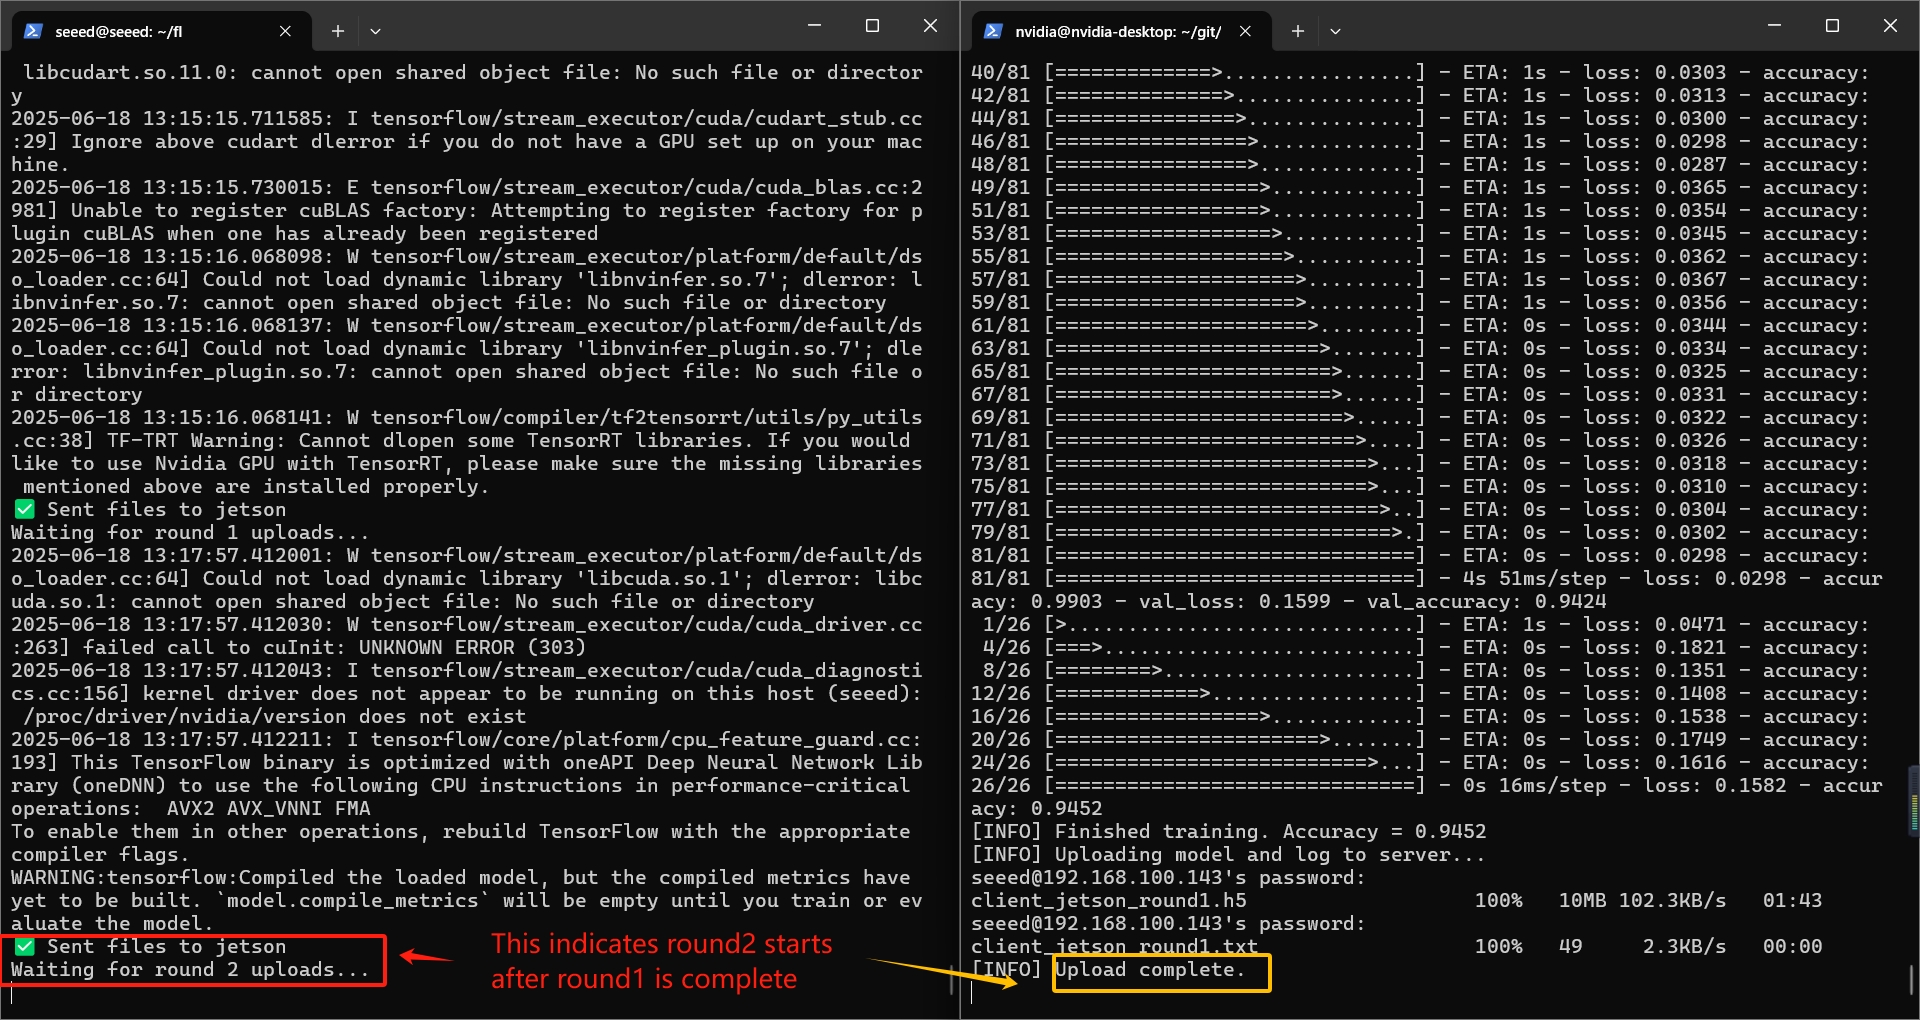 seeed@seeed: ~/fl
libcudart.so.11.0: cannot open shared object file: No such file or director
y
2025-06-18 13:15:15.711585: I tensorflow/stream_executor/cuda/cudart_stub.cc
:29] Ignore above cudart dlerror if you do not have a GPU set up on your mac
hine.
2025-06-18 13:15:15.730015: E tensorflow/stream_executor/cuda/cuda_blas.cc:2
981] Unable to register cuBLAS factory: Attempting to register factory for p
lugin cuBLAS when one has already been registered
2025-06-18 13:15:16.068098: W tensorflow/stream_executor/platform/default/ds
o_loader.cc:64] Could not load dynamic library 'libnvinfer.so.7'; dlerror: l
ibnvinfer.so.7: cannot open shared object file: No such file or directory
2025-06-18 13:15:16.068137: W tensorflow/stream_executor/platform/default/ds
o_loader.cc:64] Could not load dynamic library 'libnvinfer_plugin.so.7'; dle
rror: libnvinfer_plugin.so.7: cannot open shared object file: No such file o
r directory
2025-06-18 13:15:16.068141: W tensorflow/compiler/tf2tensorrt/utils/py_utils
.cc:38] TF-TRT Warning: Cannot dlopen some TensorRT libraries. If you would
like to use Nvidia GPU with TensorRT, please make sure the missing libraries
mentioned above are installed properly.
✅ Sent files to jetson
Waiting for round 1 uploads...
2025-06-18 13:17:57.412001: W tensorflow/stream_executor/platform/default/ds
o_loader.cc:64] Could not load dynamic library 'libcuda.so.1'; dlerror: libc
uda.so.1: cannot open shared object file: No such file or directory
2025-06-18 13:17:57.412030: W tensorflow/stream_executor/cuda/cuda_driver.cc
:263] failed call to cuInit: UNKNOWN ERROR (303)
2025-06-18 13:17:57.412043: I tensorflow/stream_executor/cuda/cuda_diagnosti
cs.cc:156] kernel driver does not appear to be running on this host (seeed):
/proc/driver/nvidia/version does not exist
2025-06-18 13:17:57.412211: I tensorflow/core/platform/cpu_feature_guard.cc:
193] This TensorFlow binary is optimized with oneAPI Deep Neural Network Lib
rary (oneDNN) to use the following CPU instructions in performance-critical
operations:  AVX2 AVX_VNNI FMA
To enable them in other operations, rebuild TensorFlow with the appropriate
compiler flags.
WARNING:tensorflow:Compiled the loaded model, but the compiled metrics have
yet to be built. `model.compile_metrics` will be empty until you train or ev
aluate the model.
✅ Sent files to jetson
Waiting for round 2 uploads...
This indicates round2 starts
after round1 is complete
nvidia@nvidia-desktop: ~/git/
40/81 [=============>................] - ETA: 1s - loss: 0.0303 - accuracy:
42/81 [==============>...............] - ETA: 1s - loss: 0.0313 - accuracy:
44/81 [===============>..............] - ETA: 1s - loss: 0.0300 - accuracy:
46/81 [================>.............] - ETA: 1s - loss: 0.0298 - accuracy:
48/81 [================>.............] - ETA: 1s - loss: 0.0287 - accuracy:
49/81 [=================>............] - ETA: 1s - loss: 0.0365 - accuracy:
51/81 [=================>............] - ETA: 1s - loss: 0.0354 - accuracy:
53/81 [==================>...........] - ETA: 1s - loss: 0.0345 - accuracy:
55/81 [===================>..........] - ETA: 1s - loss: 0.0362 - accuracy:
57/81 [====================>.........] - ETA: 1s - loss: 0.0367 - accuracy:
59/81 [====================>.........] - ETA: 1s - loss: 0.0356 - accuracy:
61/81 [=====================>........] - ETA: 0s - loss: 0.0344 - accuracy:
63/81 [======================>.......] - ETA: 0s - loss: 0.0334 - accuracy:
65/81 [=======================>......] - ETA: 0s - loss: 0.0325 - accuracy:
67/81 [=======================>......] - ETA: 0s - loss: 0.0331 - accuracy:
69/81 [========================>.....] - ETA: 0s - loss: 0.0322 - accuracy:
71/81 [=========================>....] - ETA: 0s - loss: 0.0326 - accuracy:
73/81 [==========================>...] - ETA: 0s - loss: 0.0318 - accuracy:
75/81 [==========================>...] - ETA: 0s - loss: 0.0310 - accuracy:
77/81 [===========================>..] - ETA: 0s - loss: 0.0304 - accuracy:
79/81 [============================>.] - ETA: 0s - loss: 0.0302 - accuracy:
81/81 [==============================] - ETA: 0s - loss: 0.0298 - accuracy:
81/81 [==============================] - 4s 51ms/step - loss: 0.0298 - accur
acy: 0.9903 - val_loss: 0.1599 - val_accuracy: 0.9424
1/26 [>.............................] - ETA: 1s - loss: 0.0471 - accuracy:
4/26 [===>..........................] - ETA: 0s - loss: 0.1821 - accuracy:
8/26 [========>.....................] - ETA: 0s - loss: 0.1351 - accuracy:
12/26 [============>.................] - ETA: 0s - loss: 0.1408 - accuracy:
16/26 [=================>............] - ETA: 0s - loss: 0.1538 - accuracy:
20/26 [======================>.......] - ETA: 0s - loss: 0.1749 - accuracy:
24/26 [==========================>...] - ETA: 0s - loss: 0.1616 - accuracy:
26/26 [==============================] - 0s 16ms/step - loss: 0.1582 - accur
acy: 0.9452
[INFO] Finished training. Accuracy = 0.9452
[INFO] Uploading model and log to server...
seeed@192.168.100.143's password:
client_jetson_round1.h5 100% 10MB 102.3KB/s 01:43
seeed@192.168.100.143's password:
client_jetson_round1.txt 100% 49 2.3KB/s 00:00
[INFO] Upload complete.